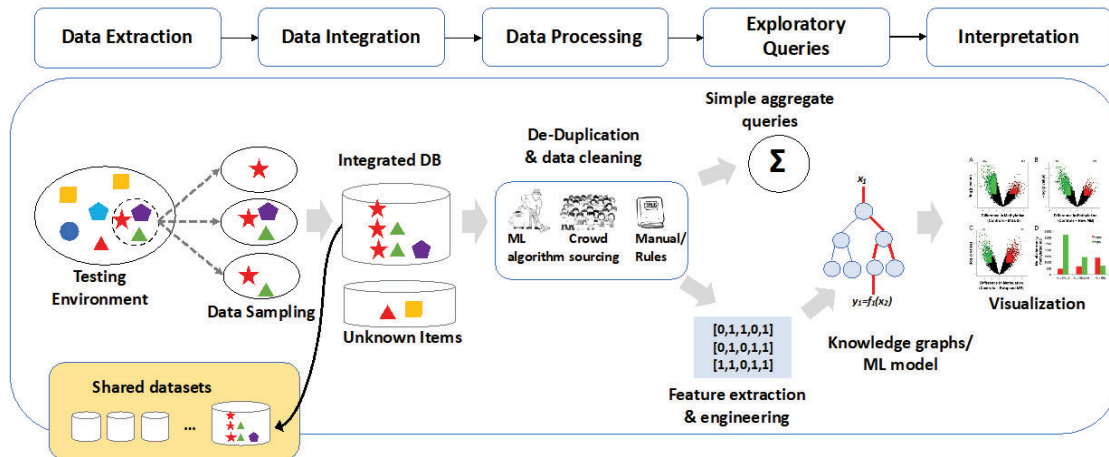 Data Extraction
Data Integration
Data Processing
Exploratory
Queries
Interpretation
Simple aggregate
queries
Σ
De-Duplication
& data cleaning
Integrated DB
ML
algorithm
Crowd
sourcing
Manual/
Rules
Testing
Environment
Data Sampling
Unknown Items
x₁
y₁=f₁(x₂)
Knowledge graphs/
ML model
A
B
C
D
Visualization
[0,1,1,0,1]
[0,1,0,1,1]
[1,1,0,1,1]
Feature extraction
& engineering
Shared datasets
...